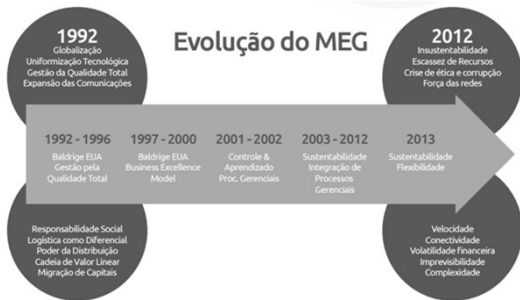 Evolução do MEG
1992
Globalização
Uniformização Tecnológica
Gestão da Qualidade Total
Expansão das Comunicações
2012
Insustentabilidade
Escassez de Recursos
Crise de ética e corrupção
Força das redes
1992 - 1996
Baldrige EUA
Gestão pela
Qualidade Total
1997 - 2000
Baldrige EUA
Business Excellence
Model
2001 - 2002
Controle &
Aprendizado
Proc. Gerenciais
2003 - 2012
Sustentabilidade
Integração de
Processos
Gerenciais
2013
Sustentabilidade
Flexibilidade
Responsabilidade Social
Logística como Diferencial
Poder da Distribuição
Cadeia de Valor Linear
Migração de Capitais
Velocidade
Conectividade
Volatilidade financeira
Imprevisibilidade
Complexidade